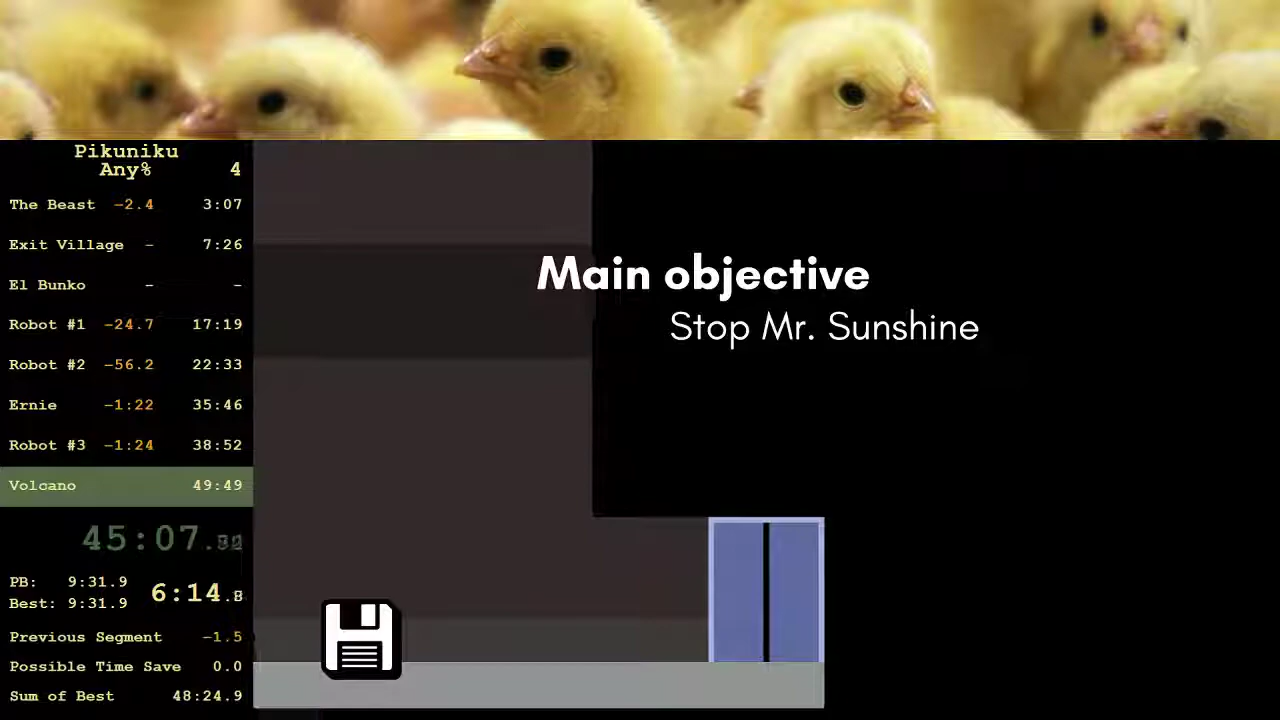 Pikuniku
Any% 4
The Beast -2.4 3:07
Exit Village - 7:26
El Bunko - -
Robot #1 -24.7 17:19
Robot #2 -56.2 22:33
Ernie -1:22 35:46
Robot #3 -1:24 38:52
Volcano 49:49
45:07.
PB: 9:31.9
Best: 9:31.9
6:14.8
Previous Segment -1.5
Possible Time Save 0.0
Sum of Best 48:24.9
Main objective
Stop Mr. Sunshine